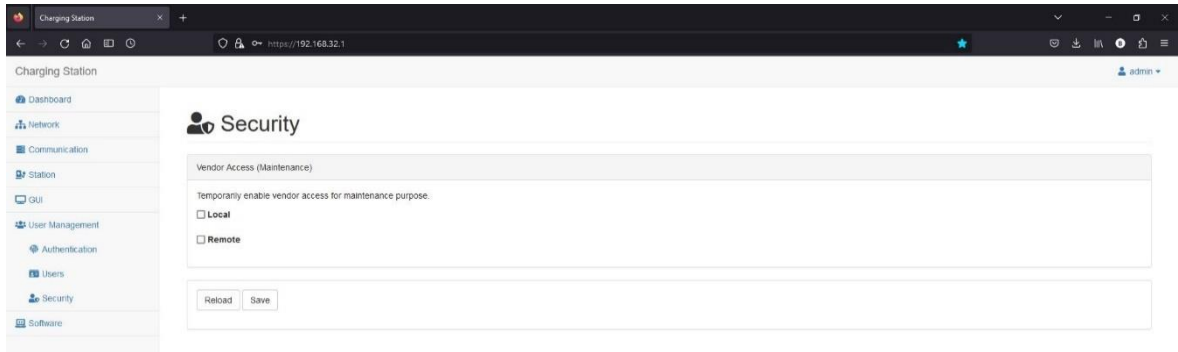 Charging Station
https://192.168.32.1
Charging Station
admin
Dashboard
Network
Communication
Station
GUI
User Management
Authentication
Users
Security
Software
Security
Vendor Access (Maintenance)
Temporarily enable vendor access for maintenance purpose.
Local
Remote
Reload Save